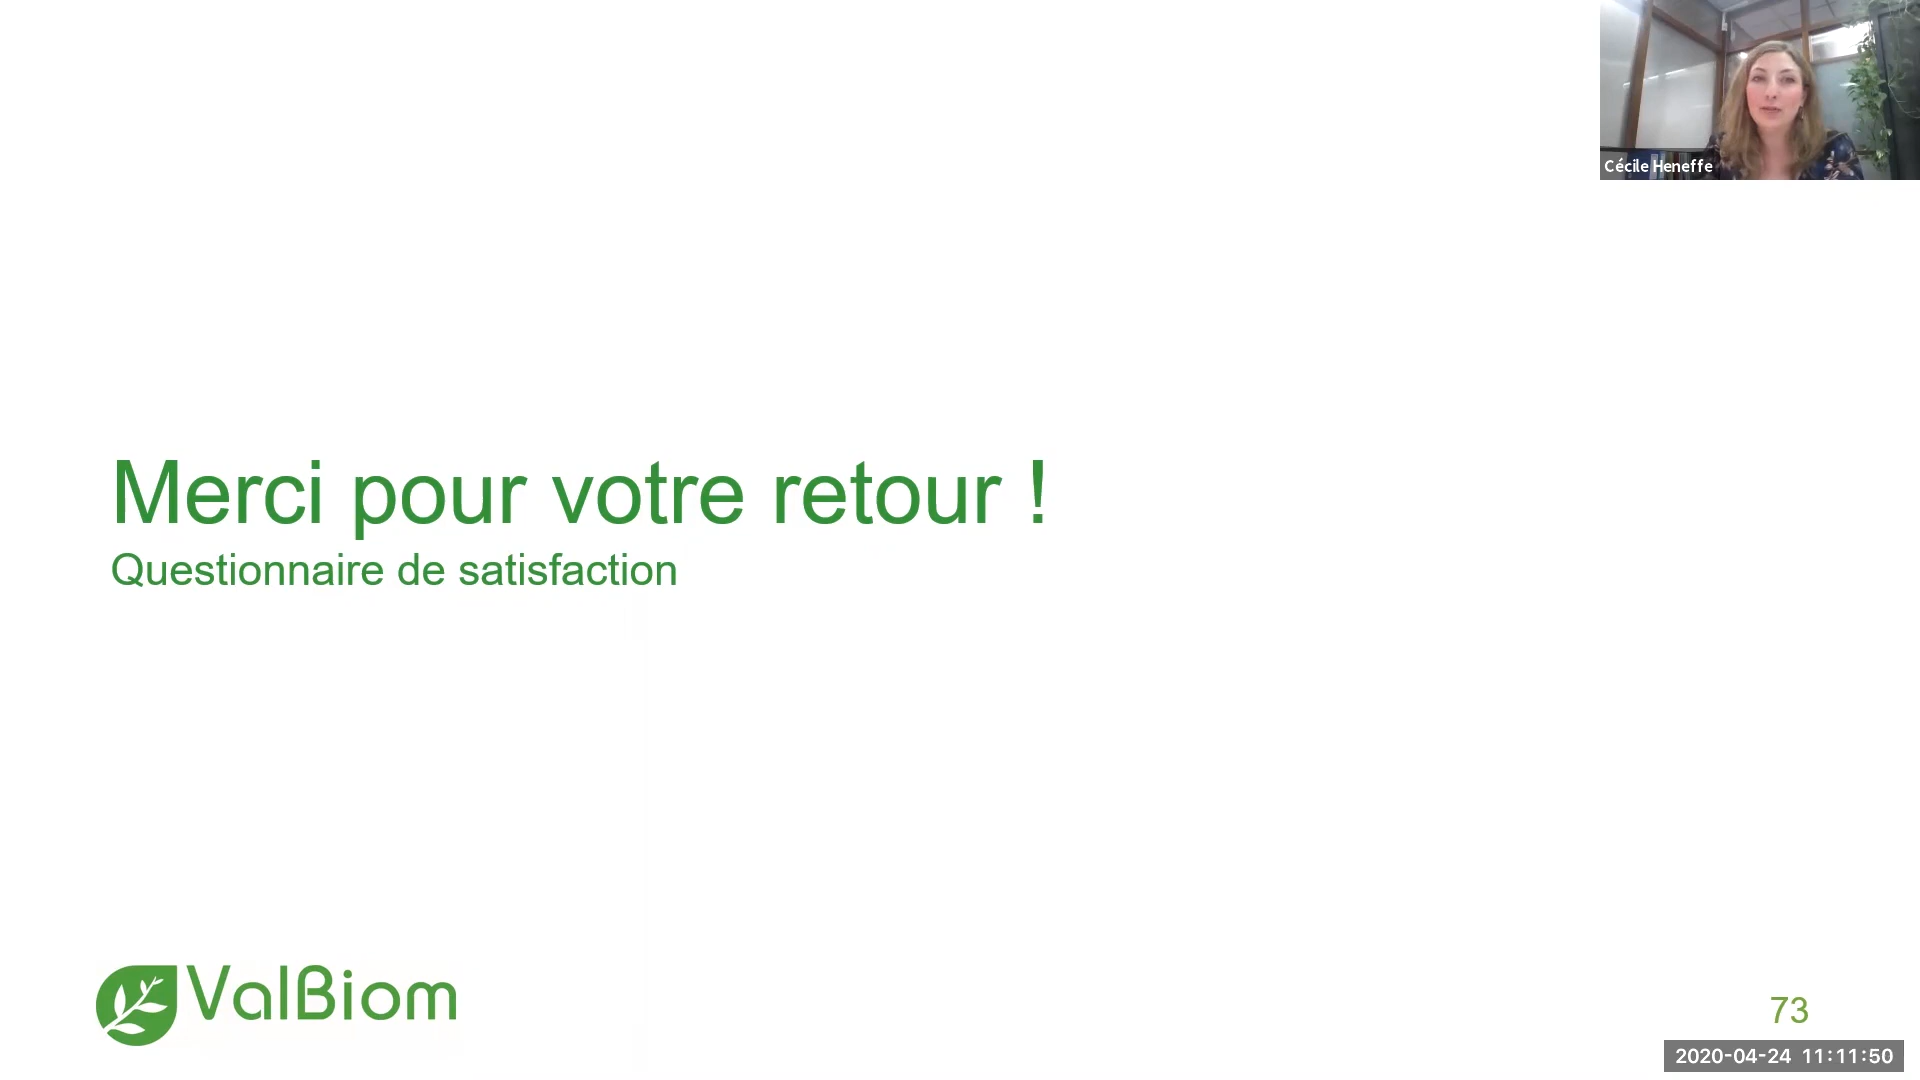 Cécile Heneffe
Merci pour votre retour !
Questionnaire de satisfaction
ValBiom
73
2020-04-24 11:11:50